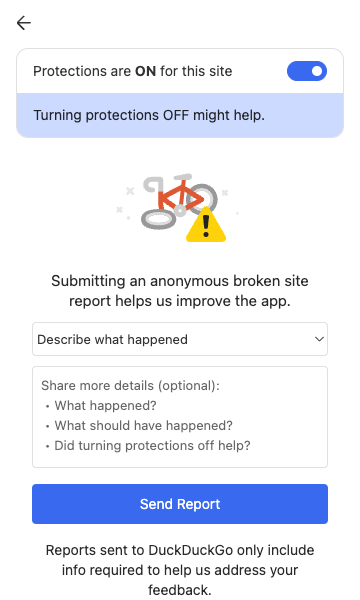 Protections are ON for this site
Turning protections OFF might help.
Submitting an anonymous broken site
report helps us improve the app.
Describe what happened
Share more details (optional):
• What happened?
• What should have happened?
• Did turning protections off help?
Send Report
Reports sent to DuckDuckGo only include
info required to help us address your
feedback.